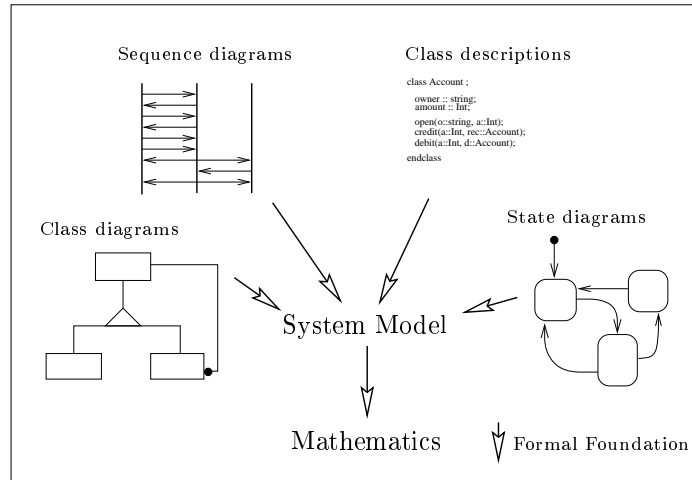 Sequence diagrams
Class descriptions
class Account ;
owner :: string;
amount :: Int;
open(o::string, a::Int);
credit(a::Int, rec::Account);
debit(a::Int, d::Account);
endclass
Class diagrams
State diagrams
System Model
Mathematics
Formal Foundation